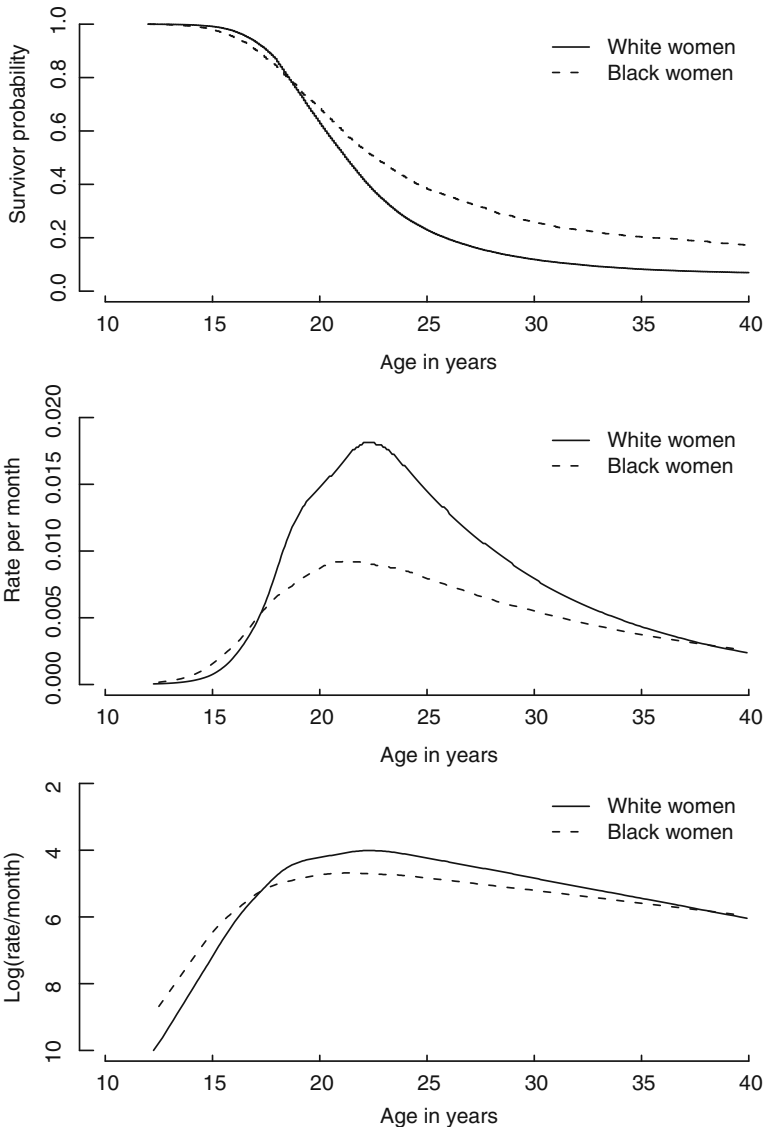 Survivor probability
1.0
0.8
0.6
0.4
0.2
0.0
White women
Black women
10 15 20 25 30 35 40
Age in years
Rate per month
0.020
0.015
0.010
0.005
0.000
White women
Black women
10 15 20 25 30 35 40
Age in years
Log(rate/month)
2
4
6
8
10
White women
Black women
10 15 20 25 30 35 40
Age in years